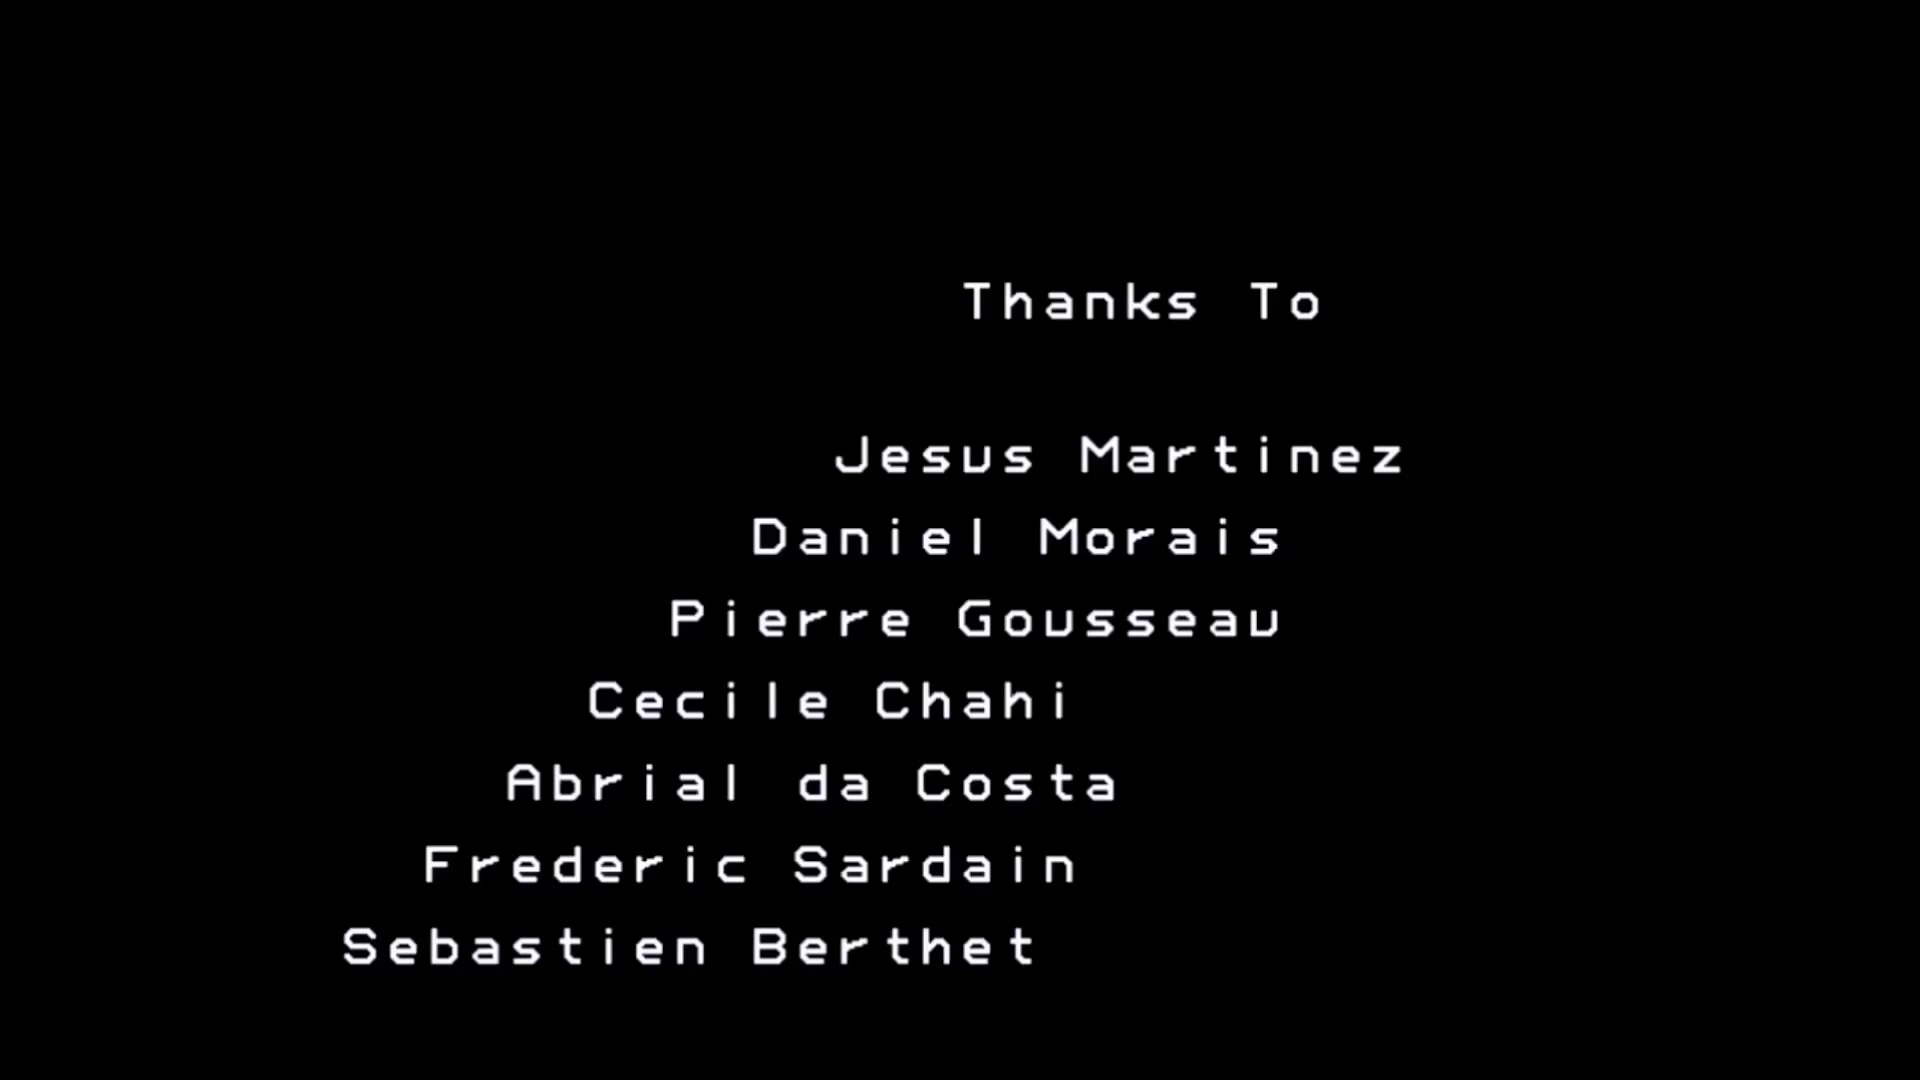 Thanks To
Jesus Martinez
Daniel Morais
Pierre Gousseau
Cecile Chahi
Abrial da Costa
Frederic Sardain
Sebastien Berthet